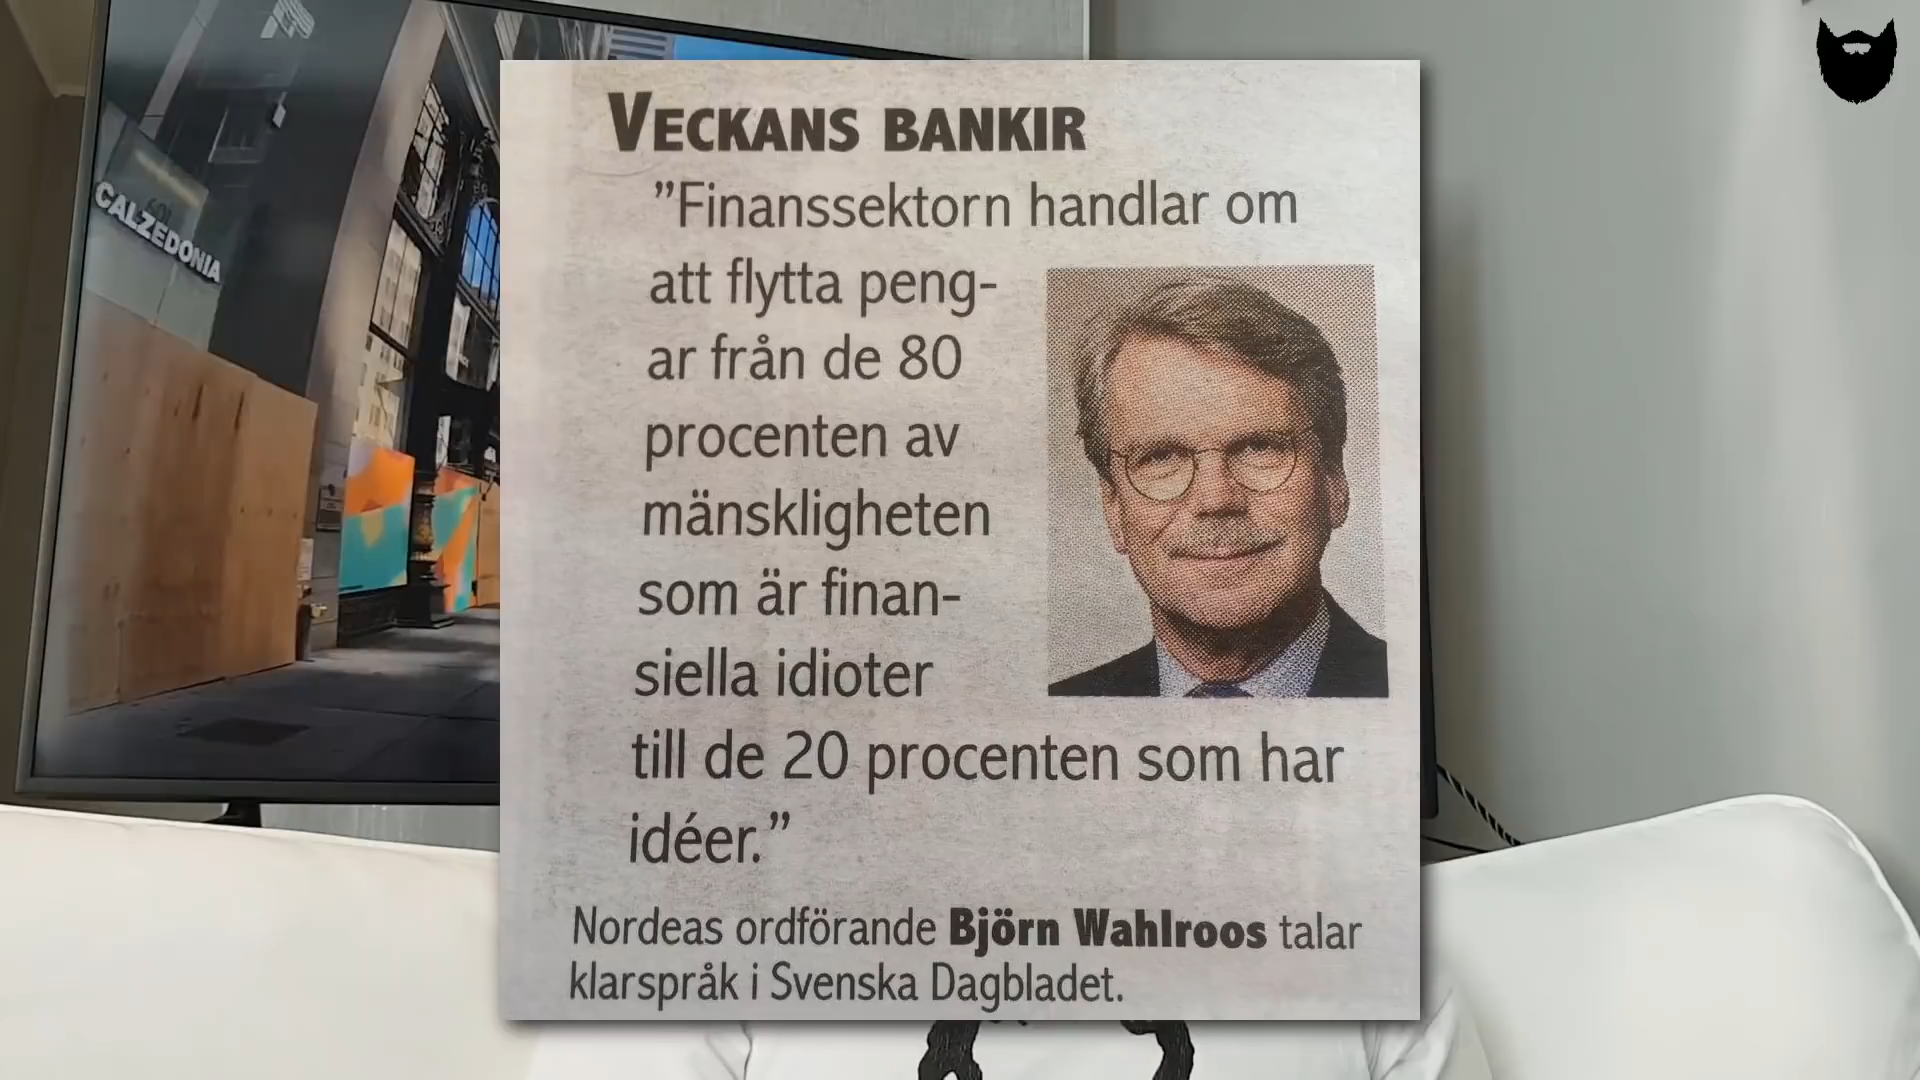 CALZEDONIA
VECKANS BANKIR
”Finanssektorn handlar om
att flytta peng-
ar från de 80
procenten av
mänskligheten
som är finan-
siella idioter
till de 20 procenten som har
idéer.”
Nordeas ordförande Björn Wahlroos talar
klarspråk i Svenska Dagbladet.